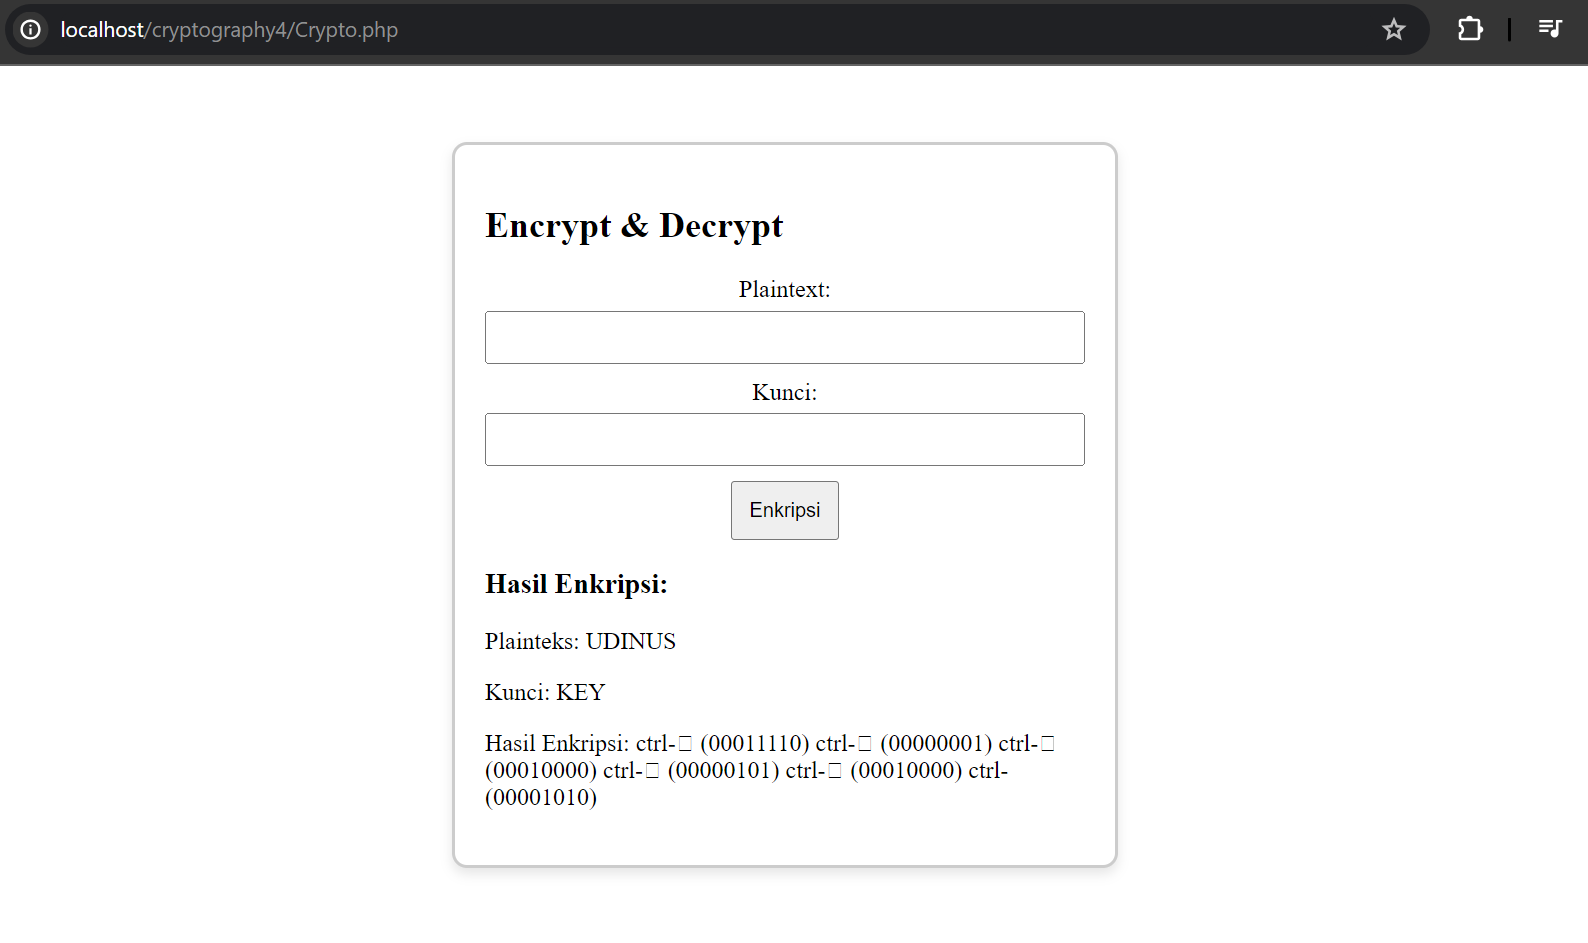 localhost/cryptography4/Crypto.php
Encrypt & Decrypt
Plaintext:
Kunci:
Enkripsi
Hasil Enkripsi:
Plainteks: UDINUS
Kunci: KEY
Hasil Enkripsi: ctrl-□ (00011110) ctrl-□ (00000001) ctrl-□
(00010000) ctrl-□ (00000101) ctrl-□ (00010000) ctrl-
(00001010)